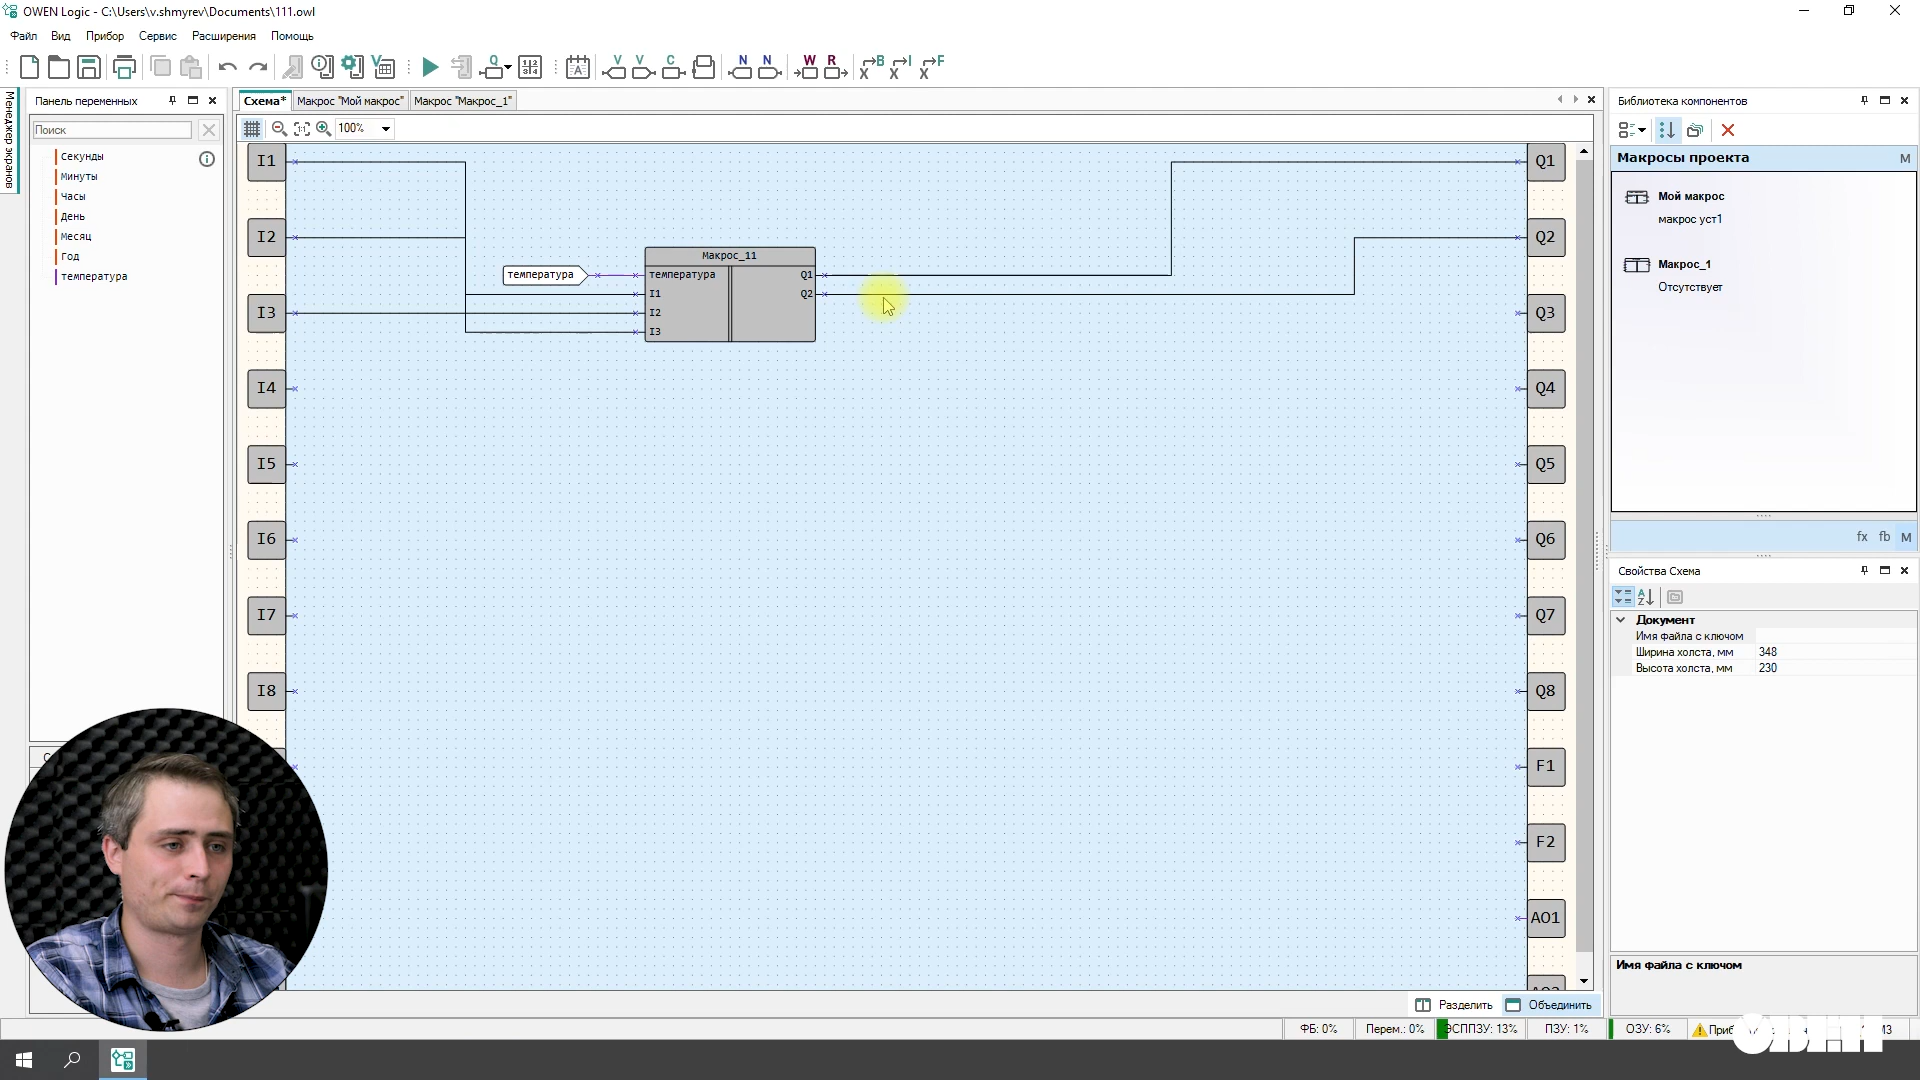 OWEN Logic - C:\Users\v.shmyrev\Documents\111.owl
Файл Вид Прибор Сервис Расширения Помощь
Менеджер экранов
Панель переменных
Поиск
Секунды
Минуты
Часы
День
Месяц
Год
температура
Схема* Макрос "Мой макрос" Макрос "Макрос_1"
100%
I1
I2
I3
I4
I5
I6
I7
I8
температура
Макрос_11
температура Q1
I1 Q2
I2
I3
Q1
Q2
Q3
Q4
Q5
Q6
Q7
Q8
F1
F2
AO1
Разделить Объединить
Библиотека компонентов
Макросы проекта M
Мой макрос
макрос уст1
Макрос_1
Отсутствует
fx fb M
Свойства Схема
Документ
Имя файла с ключом
Ширина холста, мм 348
Высота холста, мм 230
Имя файла с ключом
ФБ: 0% Перем.: 0% ЭСППЗУ: 13% ПЗУ: 1% ОЗУ: 6%
ОВЕН